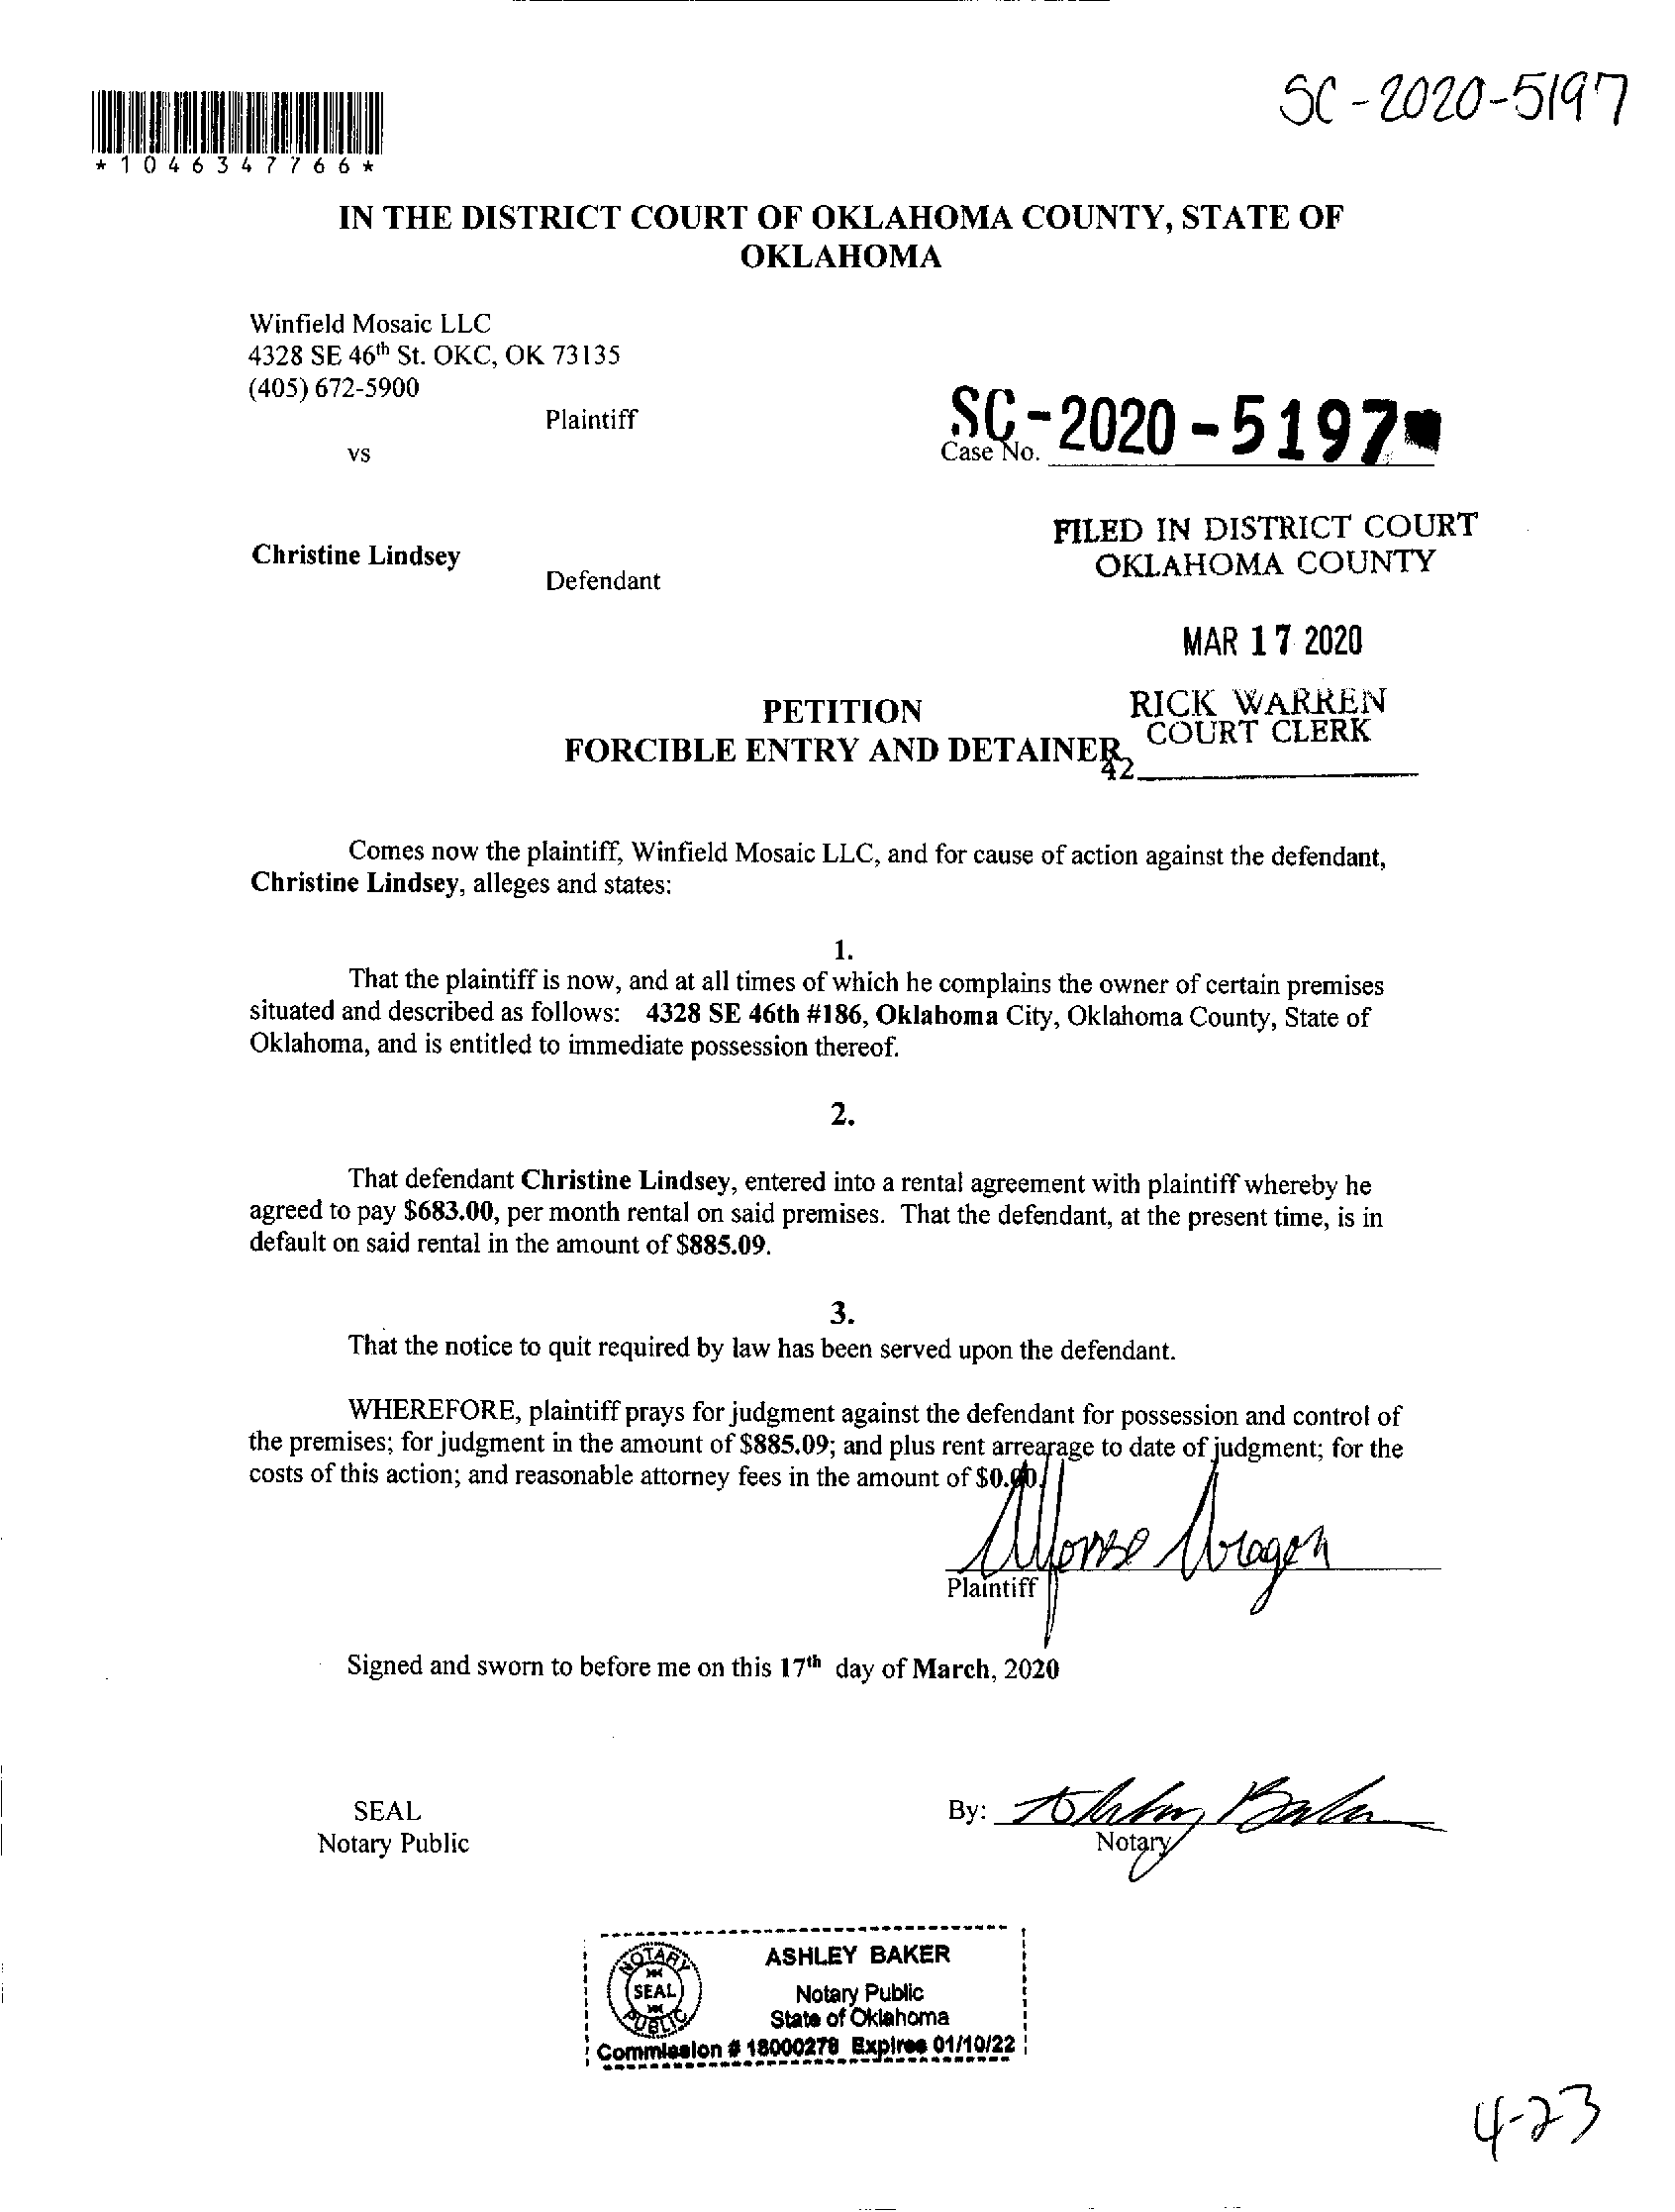 SC-2020-5197
*1046347766*
IN THE DISTRICT COURT OF OKLAHOMA COUNTY, STATE OF
OKLAHOMA
Winfield Mosaic LLC
4328 SE 46th St. OKC, OK 73135
(405) 672-5900
Plaintiff
vs
SC-2020-5197
Case No.
Christine Lindsey
Defendant
FILED IN DISTRICT COURT
OKLAHOMA COUNTY
MAR 17 2020
RICK WARREN
COURT CLERK
42
PETITION
FORCIBLE ENTRY AND DETAINER
Comes now the plaintiff, Winfield Mosaic LLC, and for cause of action against the defendant,
Christine Lindsey, alleges and states:
1.
That the plaintiff is now, and at all times of which he complains the owner of certain premises
situated and described as follows: 4328 SE 46th #186, Oklahoma City, Oklahoma County, State of
Oklahoma, and is entitled to immediate possession thereof.
2.
That defendant Christine Lindsey, entered into a rental agreement with plaintiff whereby he
agreed to pay $683.00, per month rental on said premises. That the defendant, at the present time, is in
default on said rental in the amount of $885.09.
3.
That the notice to quit required by law has been served upon the defendant.
WHEREFORE, plaintiff prays for judgment against the defendant for possession and control of
the premises; for judgment in the amount of $885.09; and plus rent arrearage to date of judgment; for the
costs of this action; and reasonable attorney fees in the amount of $0.00.
Alfonso Aragon
Plaintiff
Signed and sworn to before me on this 17th day of March, 2020
SEAL
Notary Public
By: Ashley Baker
Notary
NOTARY
SEAL
PUBLIC
ASHLEY BAKER
Notary Public
State of Oklahoma
Commission # 18000278 Expires 01/10/22
4-23